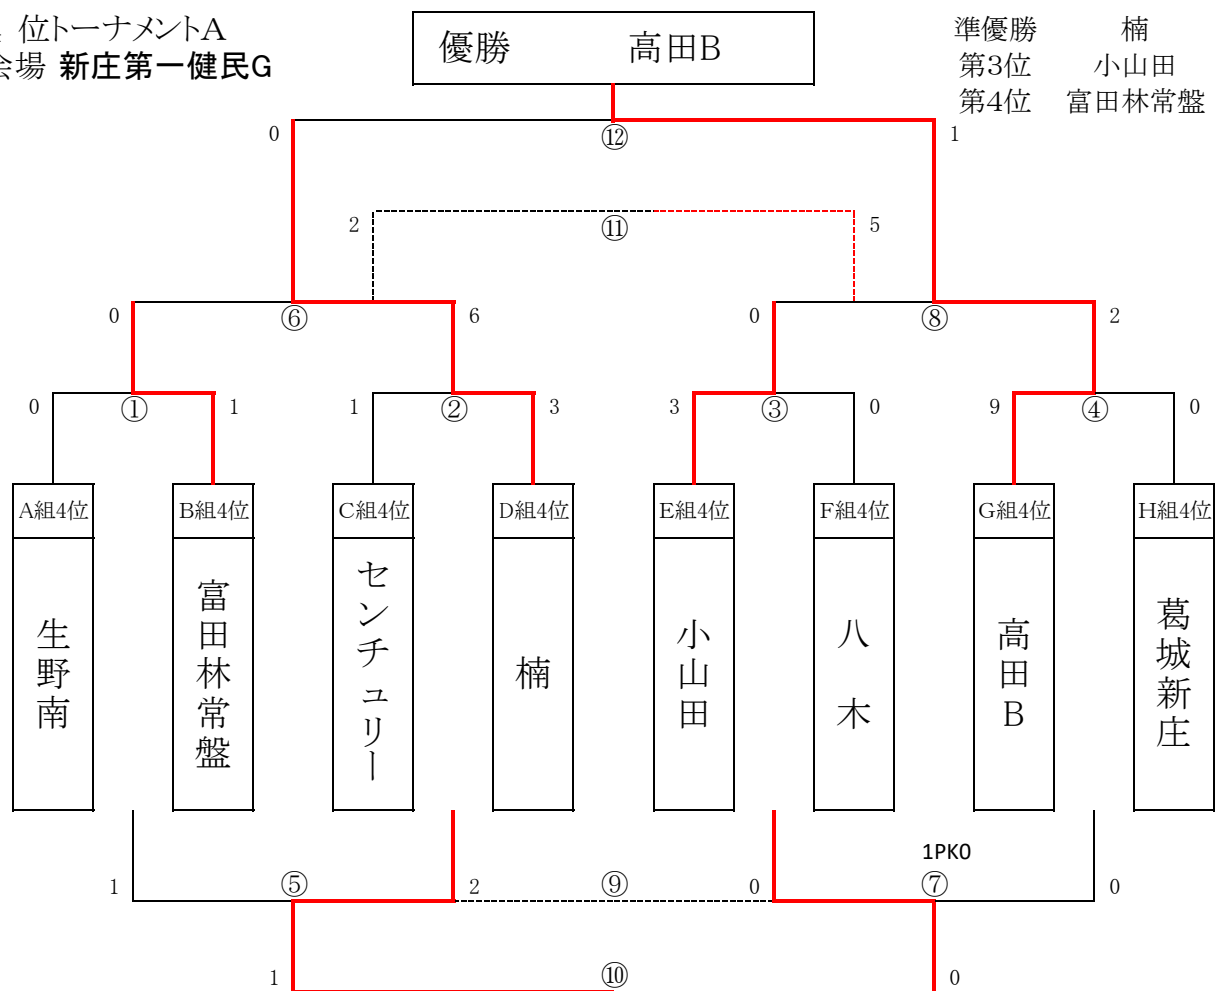 位トーナメントA
会場 新庄第一健民G
優勝 高田B
準優勝 楠
第3位 小山田
第4位 富田林常盤
0 ⑫ 1
2 ⑪ 5
0 ⑥ 6 0 ⑧ 2
0 ① 1 1 ② 3 3 ③ 0 9 ④ 0
A組4位 B組4位 C組4位 D組4位 E組4位 F組4位 G組4位 H組4位
生野南
富田林常盤
センチュリー
楠
小山田
八木
高田B
葛城新庄
1PK0
1 ⑤ 2 ⑨ 0 ⑦ 0
1 ⑩ 0